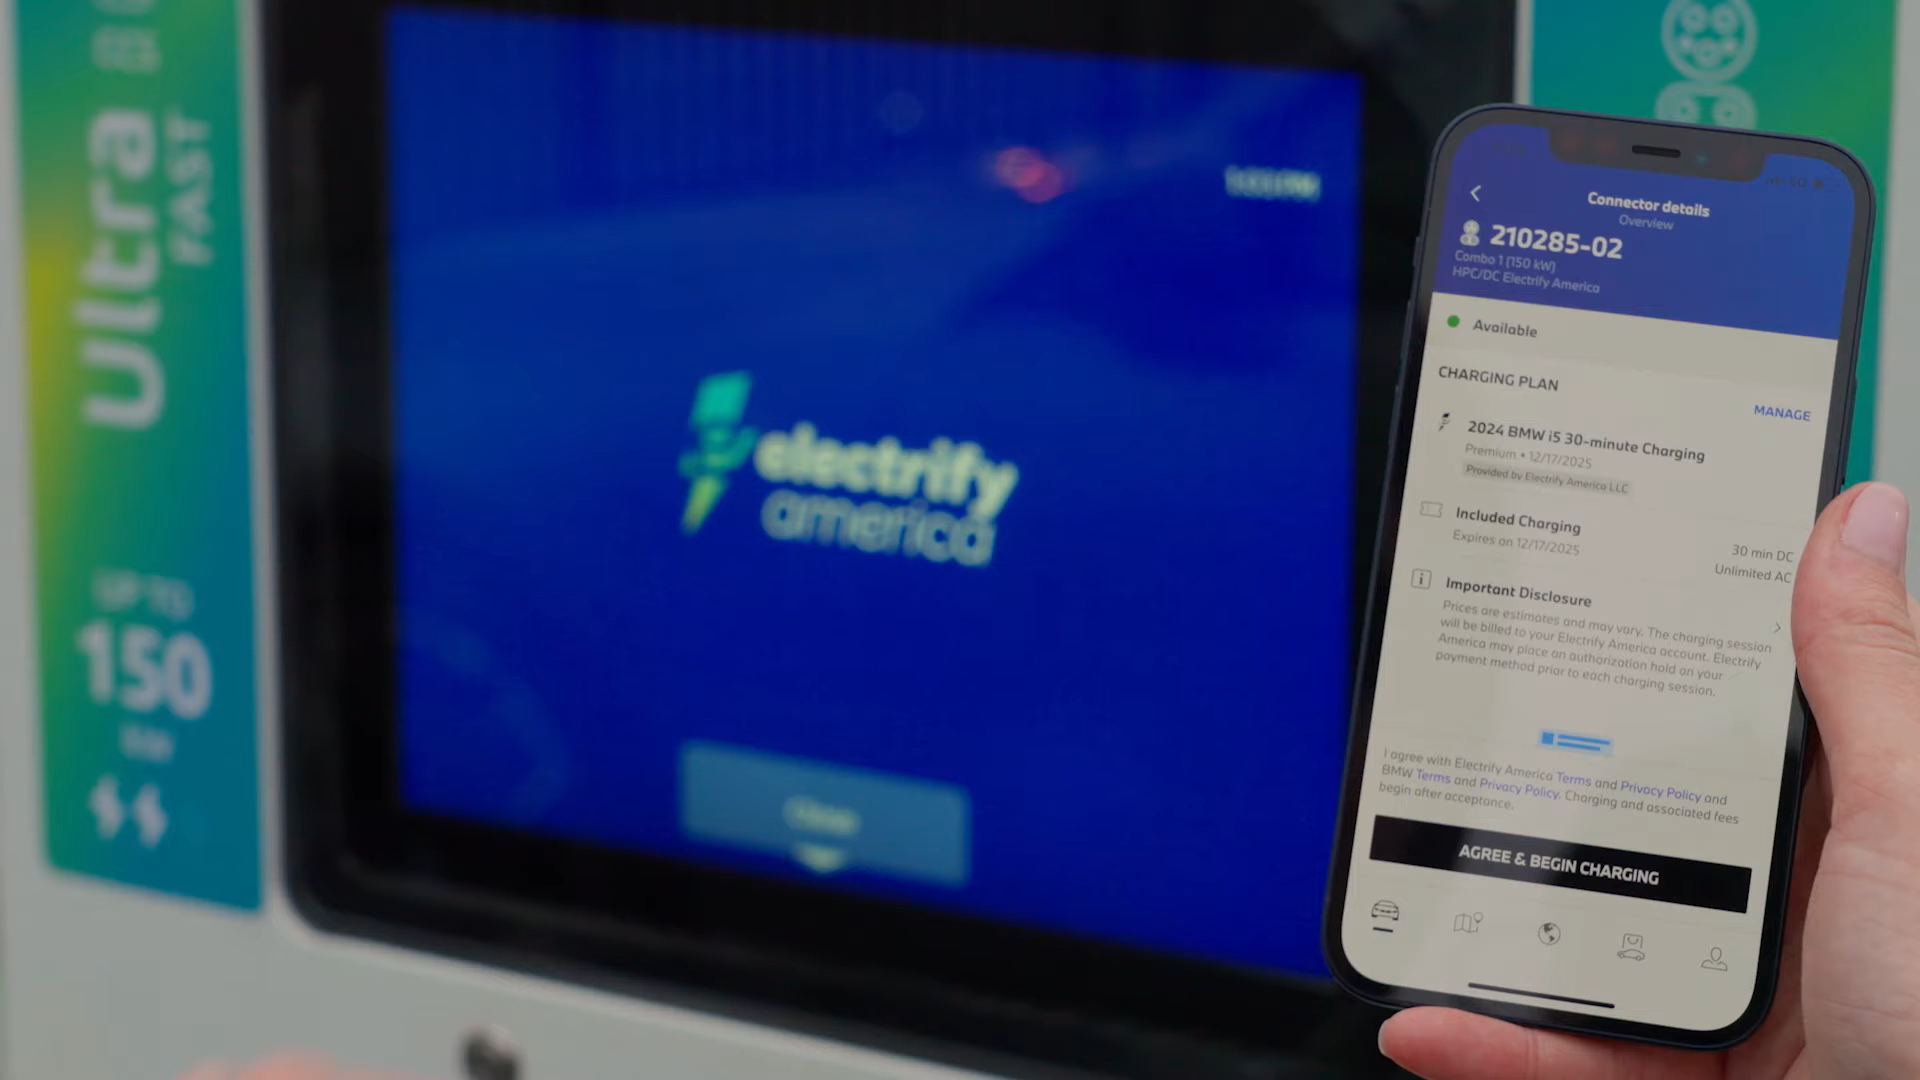 Ultra
FAST
UP TO
150
kW
electrify
america
Connector details
Overview
210285-02
Combo 1 (150 kW)
HPC/DC Electrify America
Available
CHARGING PLAN
MANAGE
2024 BMW i5 30-minute Charging
Premium • 12/17/2025
Provided by Electrify America LLC
Included Charging
Expires on 12/17/2025
30 min DC
Unlimited AC
Important Disclosure
Prices are estimates and may vary. The charging session
will be billed to your Electrify America account. Electrify
America may place an authorization hold on your
payment method prior to each charging session.
I agree with Electrify America Terms and Privacy Policy and
BMW Terms and Privacy Policy. Charging and associated fees
begin after acceptance.
AGREE & BEGIN CHARGING